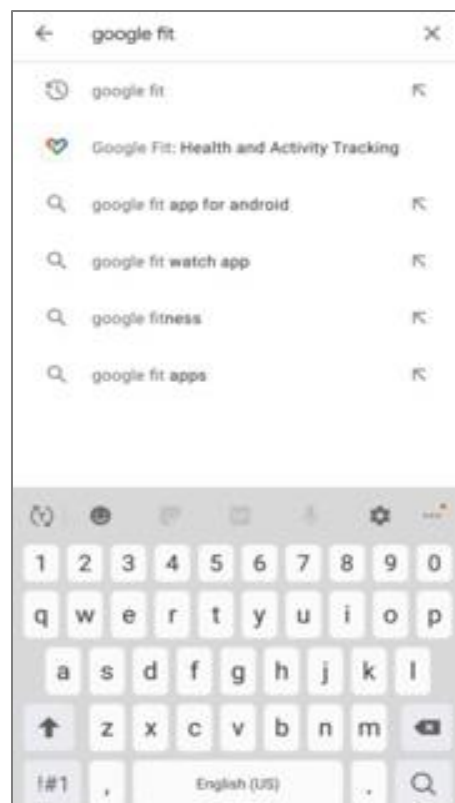 google fit
google fit
Google Fit: Health and Activity Tracking
google fit app for android
google fit watch app
google fitness
google fit apps
1 2 3 4 5 6 7 8 9 0
q w e r t y u i o p
a s d f g h j k l
z x c v b n m
!#1 , English (US) .